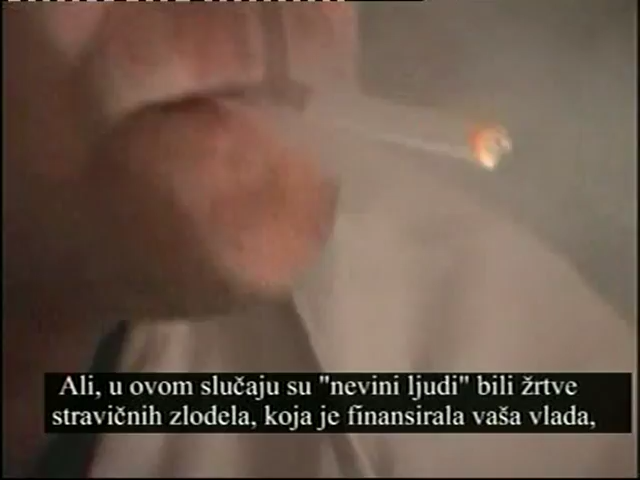 Ali, u ovom slučaju su "nevini ljudi" bili žrtve
stravičnih zlodela, koja je finansirala vaša vlada,